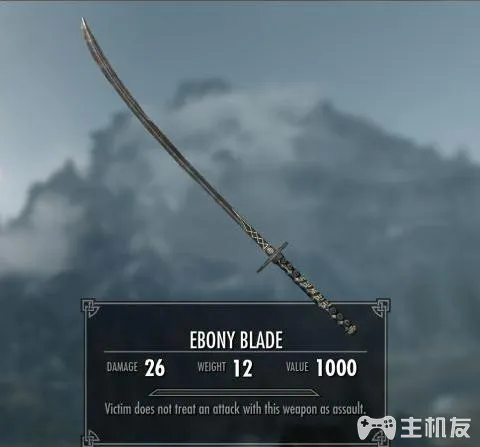 EBONY BLADE
DAMAGE 26 WEIGHT 12 VALUE 1000
Victim does not treat an attack with this weapon as assault.
主机友